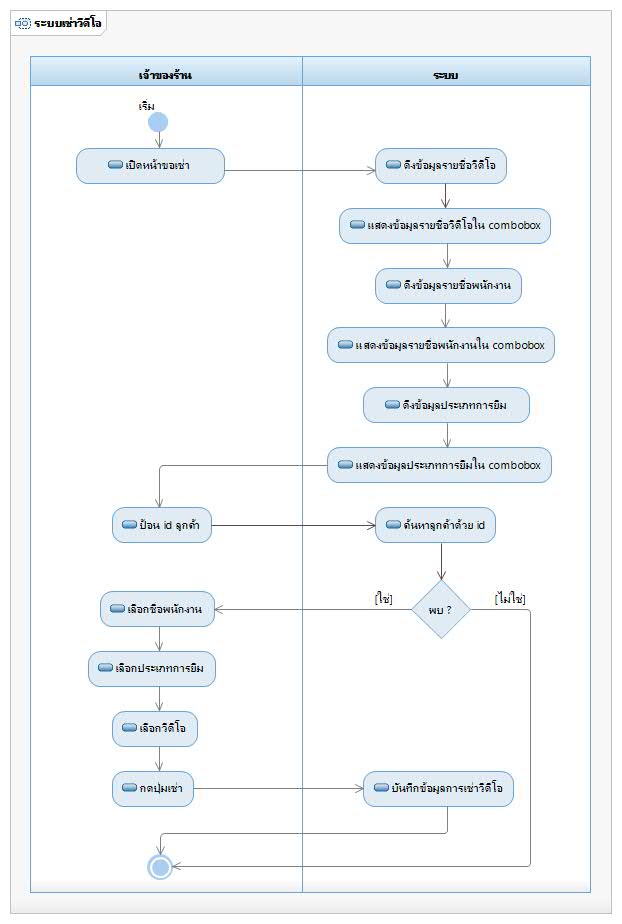 ระบบเช่าวีดีโอ
เจ้าของร้าน
ระบบ
เริ่ม
เปิดหน้าขอเช่า
ดึงข้อมูลรายชื่อวิดีโอ
แสดงข้อมูลรายชื่อวิดีโอใน combobox
ดึงข้อมูลรายชื่อพนักงาน
แสดงข้อมูลรายชื่อพนักงานใน combobox
ดึงข้อมูลประเภทการยืม
แสดงข้อมูลประเภทการยืมใน combobox
ป้อน id ลูกค้า
ค้นหาลูกค้าด้วย id
[ใช่]
[ไม่ใช่]
พบ ?
เลือกชื่อพนักงาน
เลือกประเภทการยืม
เลือกวิดีโอ
กดปุ่มเช่า
บันทึกข้อมูลการเช่าวิดีโอ